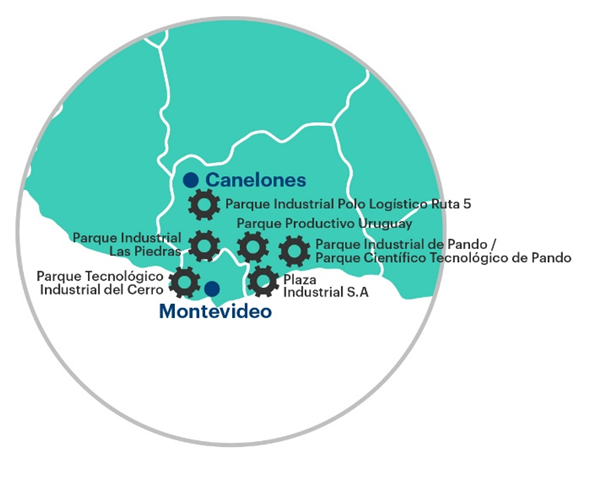 Canelones
Parque Industrial Polo Logístico Ruta 5
Parque Productivo Uruguay
Parque Industrial
Las Piedras
Parque Industrial de Pando /
Parque Científico Tecnológico de Pando
Parque Tecnológico
Industrial del Cerro
Plaza
Industrial S.A
Montevideo